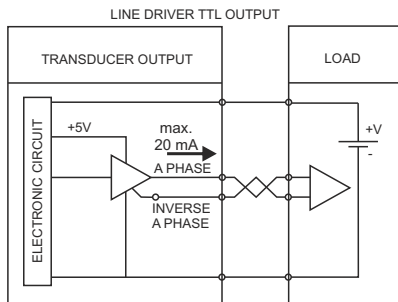 LINE DRIVER TTL OUTPUT
TRANSDUCER OUTPUT
LOAD
ELECTRONIC CIRCUIT
+5V
max.
20 mA
A PHASE
INVERSE
A PHASE
+V
-